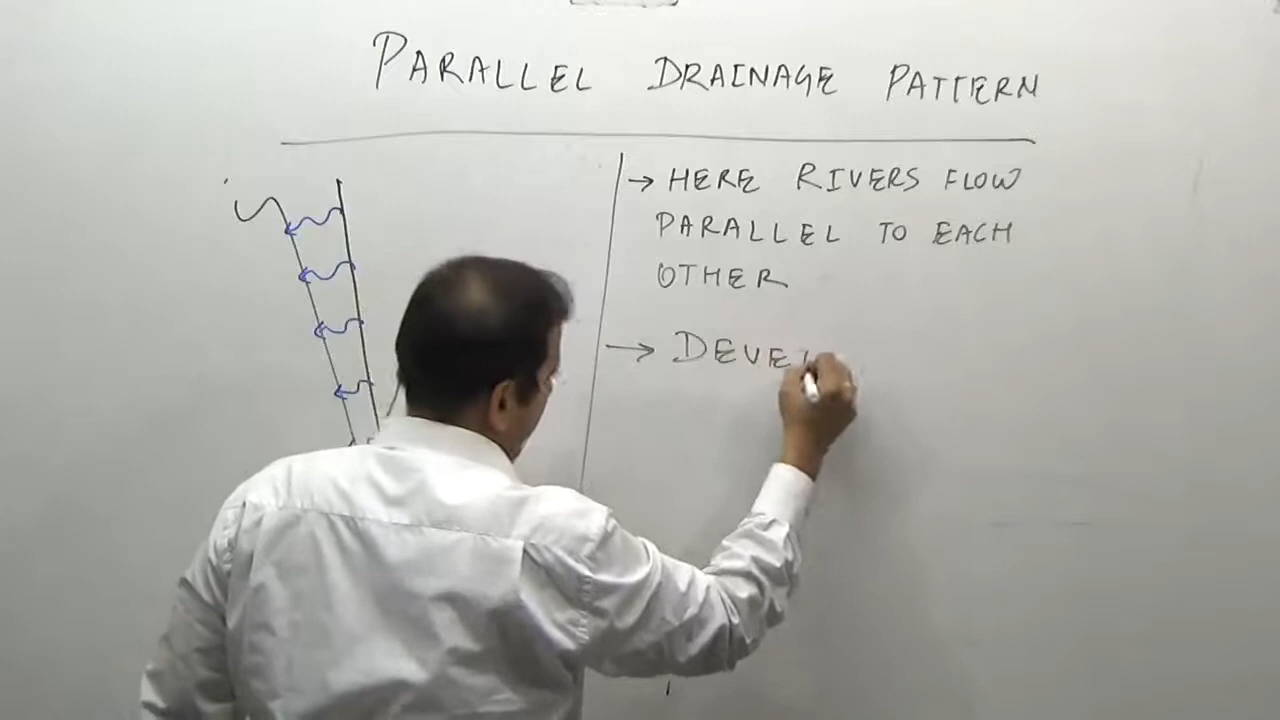 PARALLEL DRAINAGE PATTERN
→ HERE RIVERS FLOW
PARALLEL TO EACH
OTHER
→ DEVE